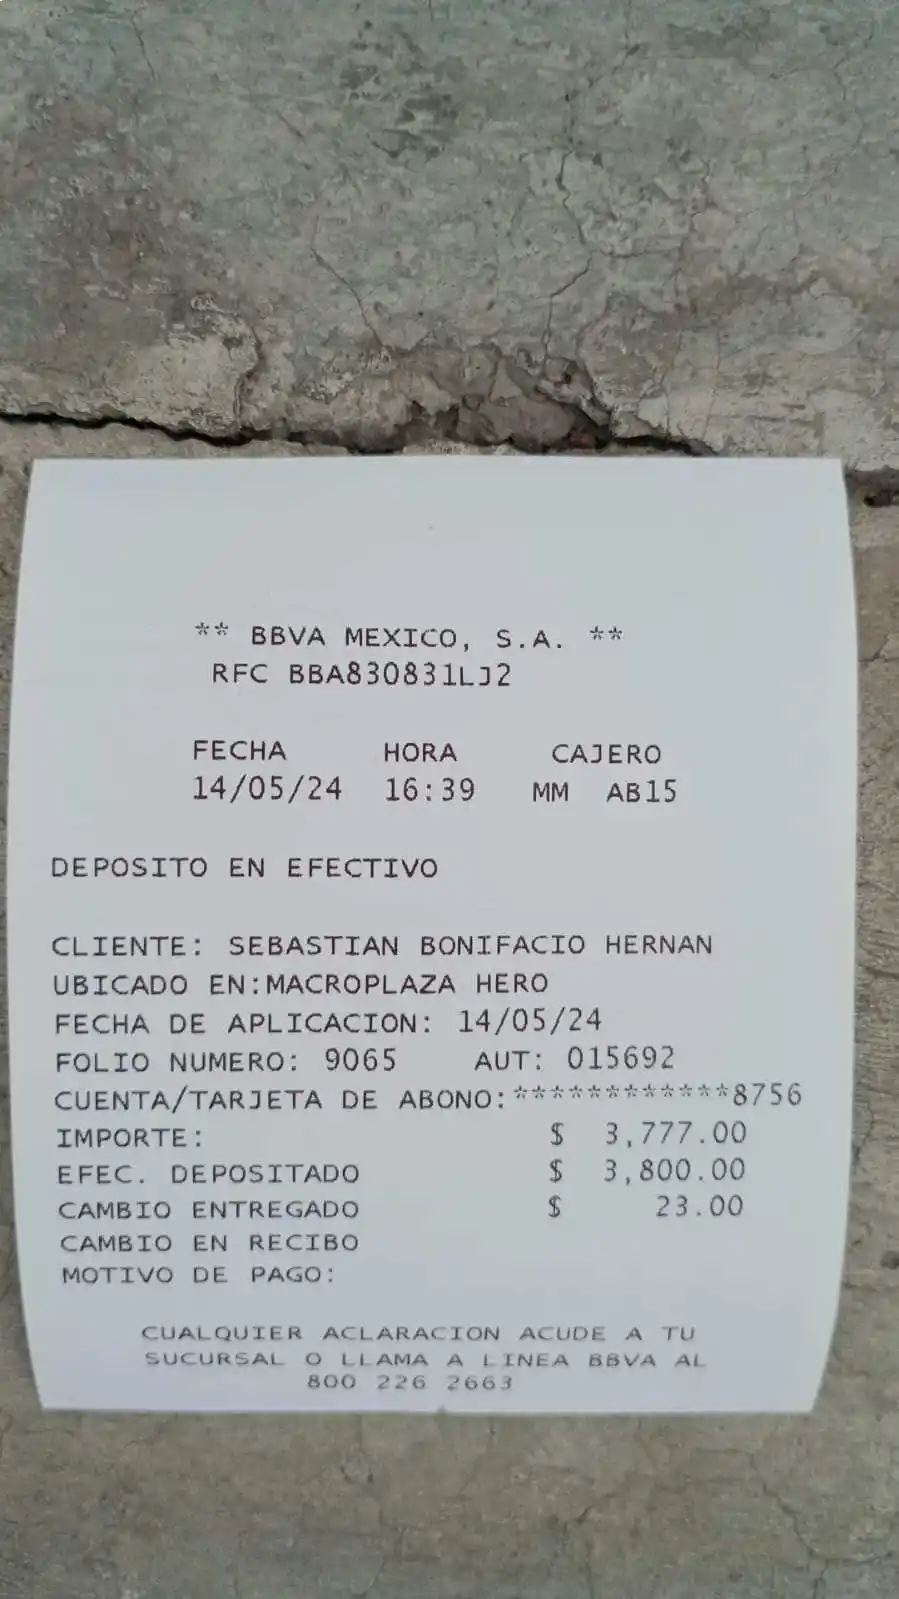 ** BBVA MEXICO, S.A. **
RFC BBA830831LJ2
FECHA HORA CAJERO
14/05/24 16:39 MM AB15
DEPOSITO EN EFECTIVO
CLIENTE: SEBASTIAN BONIFACIO HERNAN
UBICADO EN:MACROPLAZA HERO
FECHA DE APLICACION: 14/05/24
FOLIO NUMERO: 9065 AUT: 015692
CUENTA/TARJETA DE ABONO:************8756
IMPORTE: $ 3,777.00
EFEC. DEPOSITADO $ 3,800.00
CAMBIO ENTREGADO $ 23.00
CAMBIO EN RECIBO
MOTIVO DE PAGO:
CUALQUIER ACLARACION ACUDE A TU
SUCURSAL O LLAMA A LINEA BBVA AL
800 226 2663